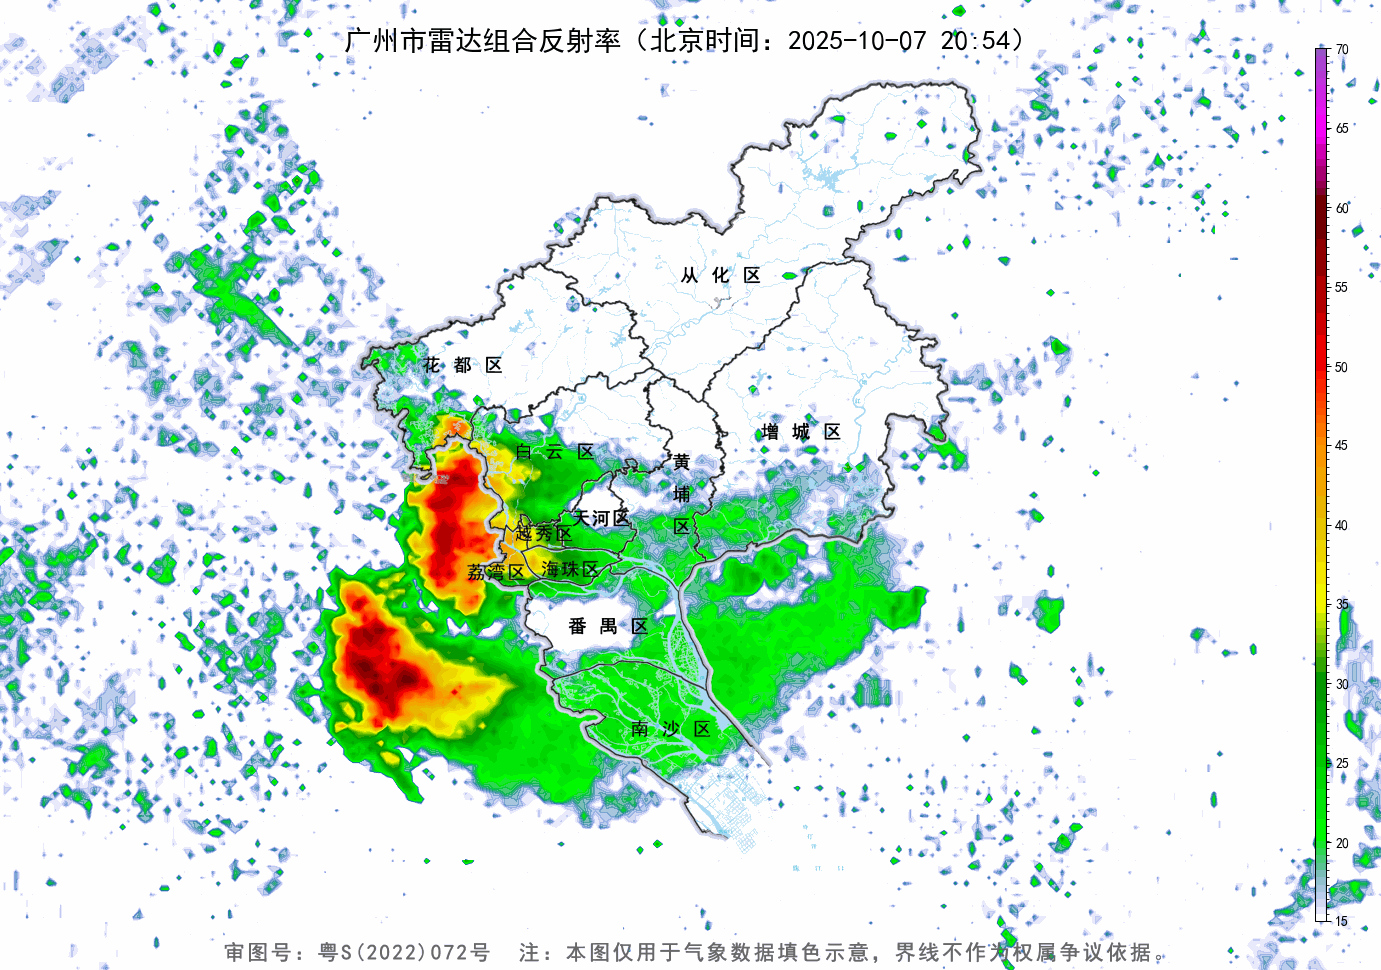 广州市雷达组合反射率（北京时间：2025-10-07 20:54）
70
65
60
55
50
45
40
35
30
25
20
15
从化区
花都区
增城区
白云区
黄埔区
天河区
越秀区
荔湾区
海珠区
番禺区
南沙区
审图号：粤S(2022)072号　注：本图仅用于气象数据填色示意，界线不作为权属争议依据。